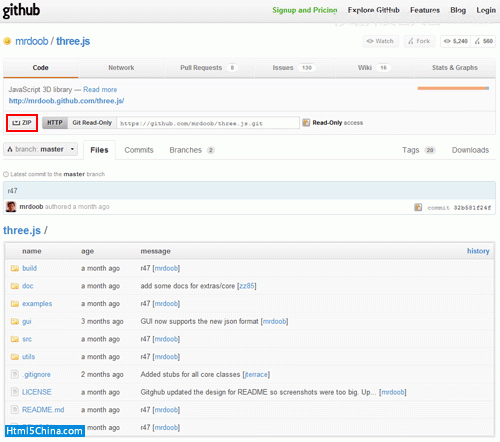 github
Signup and Pricing Explore GitHub Features Blog Login
mrdoob / three.js
Watch Fork 5,240 560
Code Network Pull Requests 8 Issues 130 Wiki 16 Stats & Graphs
JavaScript 3D library — Read more
http://mrdoob.github.com/three.js/
ZIP HTTP Git Read-Only https://github.com/mrdoob/three.js.git Read-Only access
branch: master Files Commits Branches 2 Tags 20 Downloads
Latest commit to the master branch
r47
mrdoob authored a month ago commit 32b581f24f
three.js /
name age message history
build a month ago r47 [mrdoob]
doc a month ago add some docs for extras/core [zz85]
examples a month ago r47 [mrdoob]
gui 3 months ago GUI now supports the new json format [mrdoob]
src a month ago r47 [mrdoob]
utils a month ago r47 [mrdoob]
.gitignore 2 months ago Added stubs for all core classes [jterrace]
LICENSE a month ago Gitghub updated the design for README so screenshots were too big. Up... [mrdoob]
README.md a month ago r47 [mrdoob]
Html5China.com